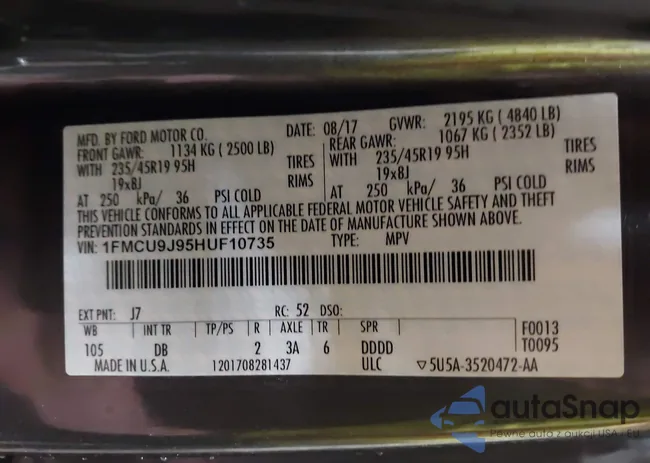 MFD. BY FORD MOTOR CO. DATE: 08/17 GVWR: 2195 KG ( 4840 LB)
FRONT GAWR: 1134 KG ( 2500 LB) REAR GAWR: 1067 KG ( 2352 LB)
WITH 235/45R19 95H TIRES WITH 235/45R19 95H TIRES
19x8J RIMS 19x8J RIMS
AT 250 kPa/ 36 PSI COLD AT 250 kPa/ 36 PSI COLD
THIS VEHICLE CONFORMS TO ALL APPLICABLE FEDERAL MOTOR VEHICLE SAFETY AND THEFT
PREVENTION STANDARDS IN EFFECT ON THE DATE OF MANUFACTURE SHOWN ABOVE.
VIN: 1FMCU9J95HUF10735 TYPE: MPV
EXT PNT: J7 RC: 52 DSO:
WB INT TR TP/PS R AXLE TR SPR F0013
105 DB 2 3A 6 DDDD T0095
MADE IN U.S.A. 1201708281437 ULC ▽5U5A-3520472-AA
autaSnap
Pewne auta z aukcji USA i EU